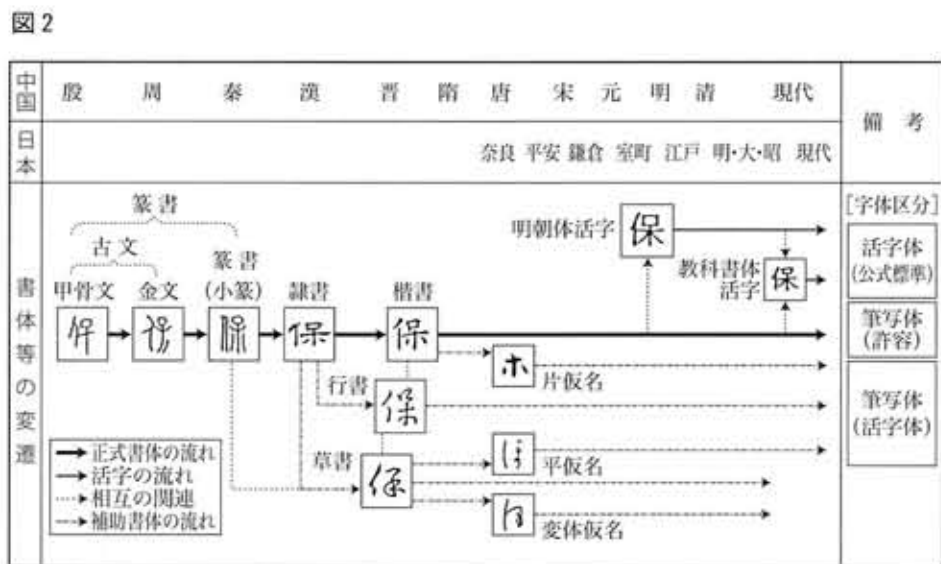 図2
中国
殷 周 秦 漢 晋 隋 唐 宋 元 明 清 現代
備考
日本
奈良 平安 鎌倉 室町 江戸 明・大・昭 現代
書体等の変遷
篆書
古文
篆書
(小篆)
甲骨文
金文
隷書
楷書
保
保
明朝体活字
保
教科書体
活字
保
ホ
片仮名
行書
保
草書
平仮名
変体仮名
正式書体の流れ
活字の流れ
相互の関連
補助書体の流れ
[字体区分]
活字体
(公式標準)
筆写体
(許容)
筆写体
(活字体)